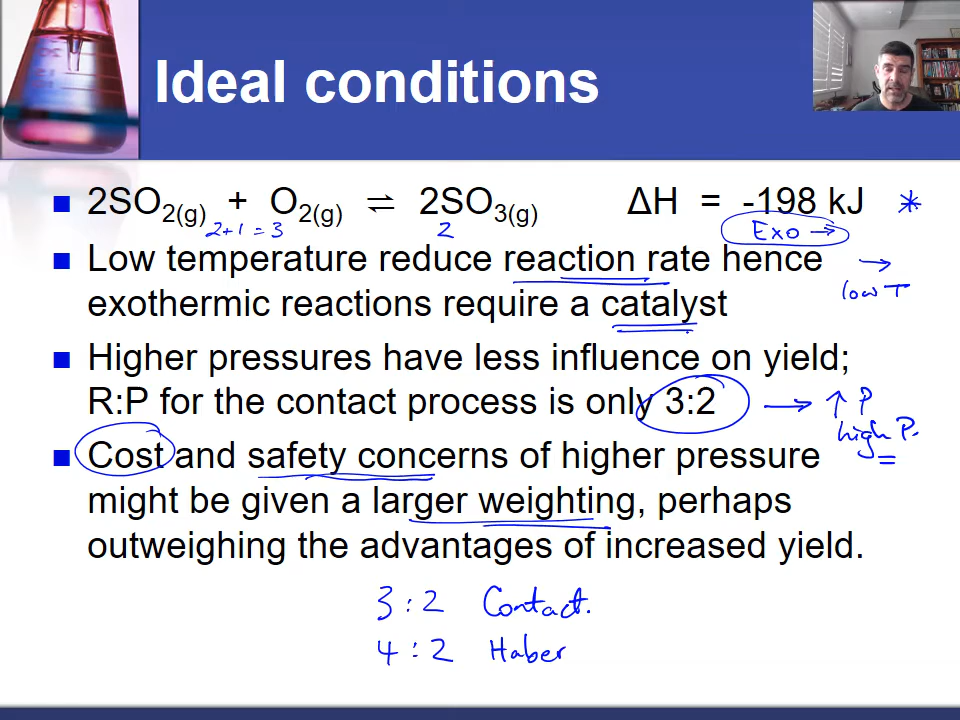 Ideal conditions
■ 2SO2(g) + O2(g) ⇌ 2SO3(g) ΔH = -198 kJ *
2+1=3 2 Exo →
■ Low temperature reduce reaction rate hence →
exothermic reactions require a catalyst low T
■ Higher pressures have less influence on yield;
R:P for the contact process is only 3:2 → ↑ P
high P.
■ Cost and safety concerns of higher pressure
might be given a larger weighting, perhaps
outweighing the advantages of increased yield.
3:2 Contact.
4:2 Haber